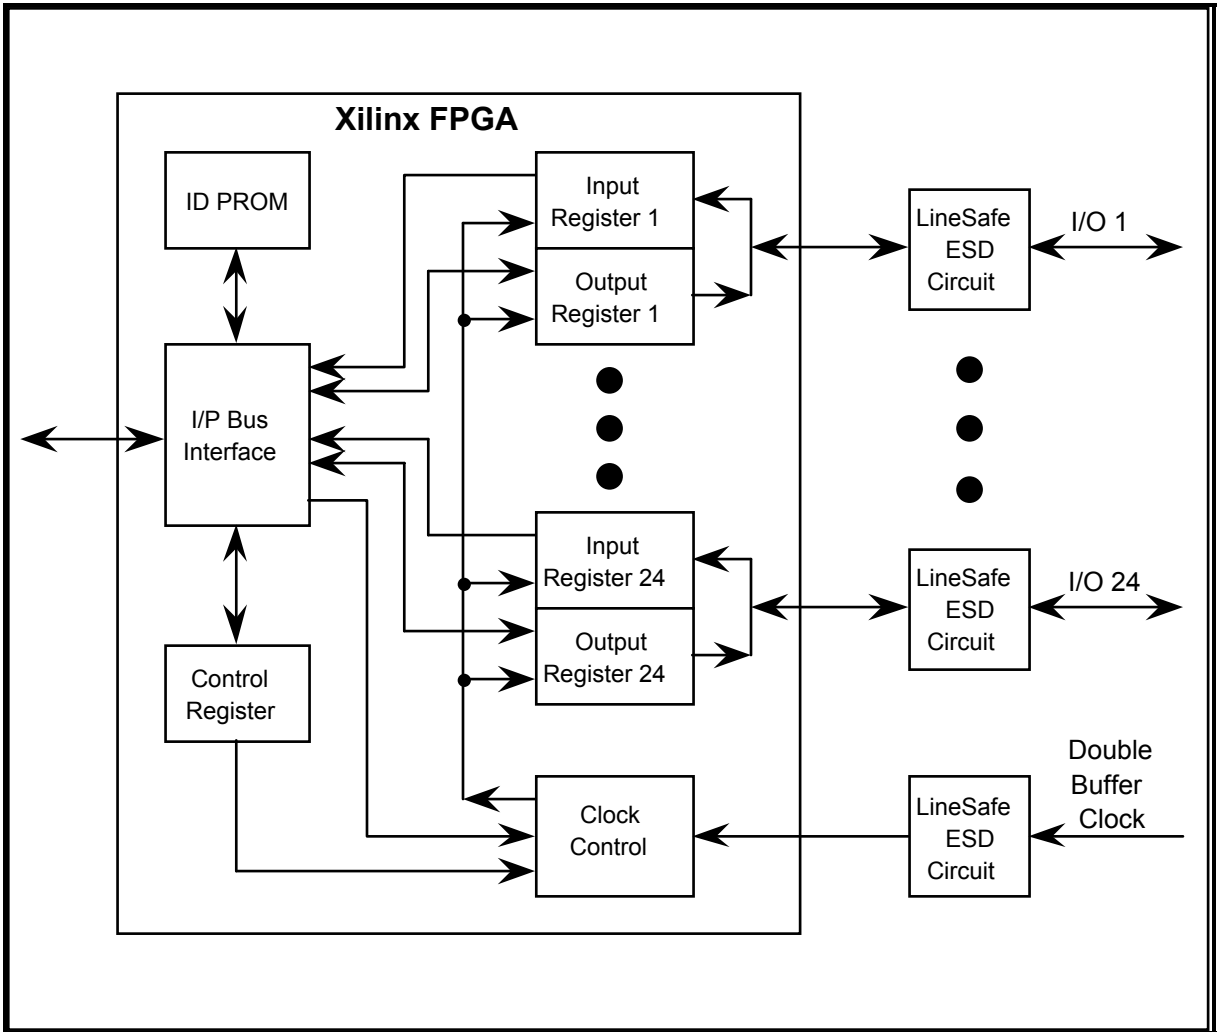 Xilinx FPGA
ID PROM
Input
Register 1
Output
Register 1
LineSafe
ESD
Circuit
I/O 1
I/P Bus
Interface
Input
Register 24
Output
Register 24
LineSafe
ESD
Circuit
I/O 24
Control
Register
Clock
Control
LineSafe
ESD
Circuit
Double
Buffer
Clock